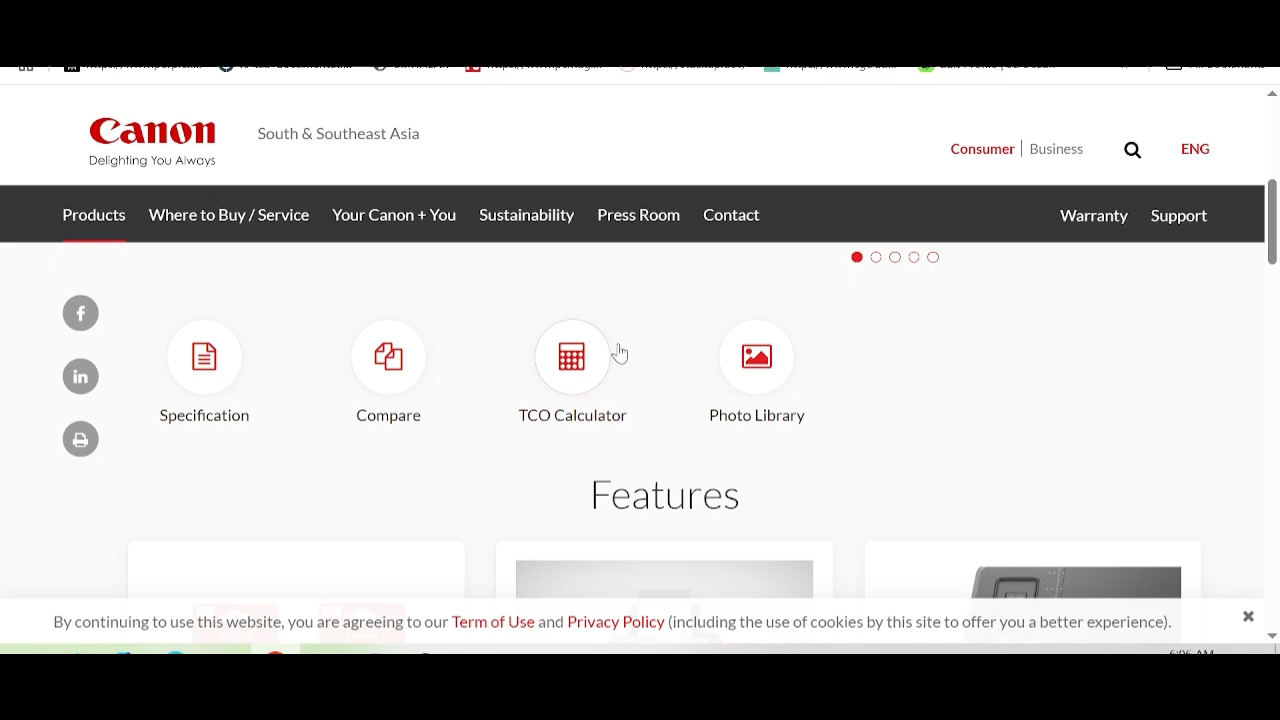 Canon
Delighting You Always
South & Southeast Asia
Consumer | Business
ENG
Products
Where to Buy / Service
Your Canon + You
Sustainability
Press Room
Contact
Warranty
Support
Specification
Compare
TCO Calculator
Photo Library
Features
By continuing to use this website, you are agreeing to our Term of Use and Privacy Policy (including the use of cookies by this site to offer you a better experience).